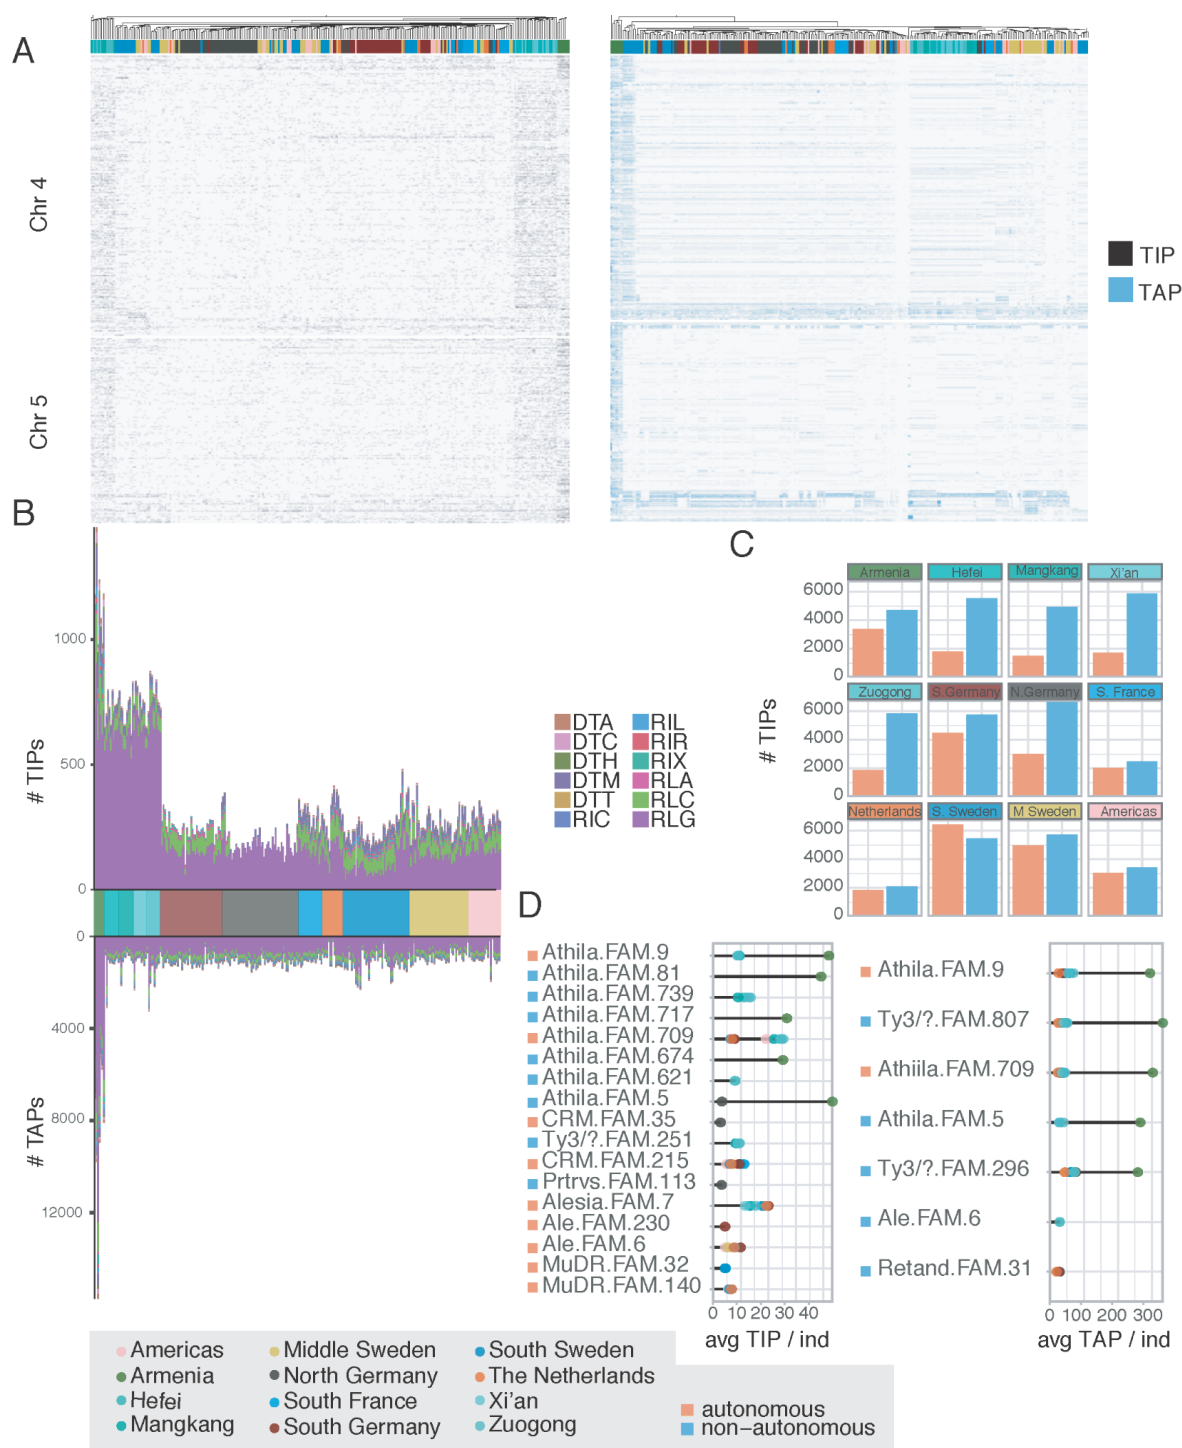 A
Chr 4
Chr 5
TIP
TAP
B
# TIPs
1000
500
0
0
4000
8000
12000
# TAPs
DTA
DTC
DTH
DTM
DTT
RIC
RIL
RIR
RIX
RLA
RLC
RLG
C
# TIPs
Armenia
Hefei
Mangkang
Xi'an
6000
4000
2000
0
Zuogong
S.Germany
N.Germany
S. France
6000
4000
2000
0
Netherlands
S. Sweden
M Sweden
Americas
6000
4000
2000
0
D
Athila.FAM.9
Athila.FAM.81
Athila.FAM.739
Athila.FAM.717
Athila.FAM.709
Athila.FAM.674
Athila.FAM.621
Athila.FAM.5
CRM.FAM.35
Ty3/?.FAM.251
CRM.FAM.215
Prtrvs.FAM.113
Alesia.FAM.7
Ale.FAM.230
Ale.FAM.6
MuDR.FAM.32
MuDR.FAM.140
0 10 20 30 40
avg TIP / ind
Athila.FAM.9
Ty3/?.FAM.807
Athiila.FAM.709
Athila.FAM.5
Ty3/?.FAM.296
Ale.FAM.6
Retand.FAM.31
0 100 200 300
avg TAP / ind
Americas
Armenia
Hefei
Mangkang
Middle Sweden
North Germany
South France
South Germany
South Sweden
The Netherlands
Xi'an
Zuogong
autonomous
non−autonomous